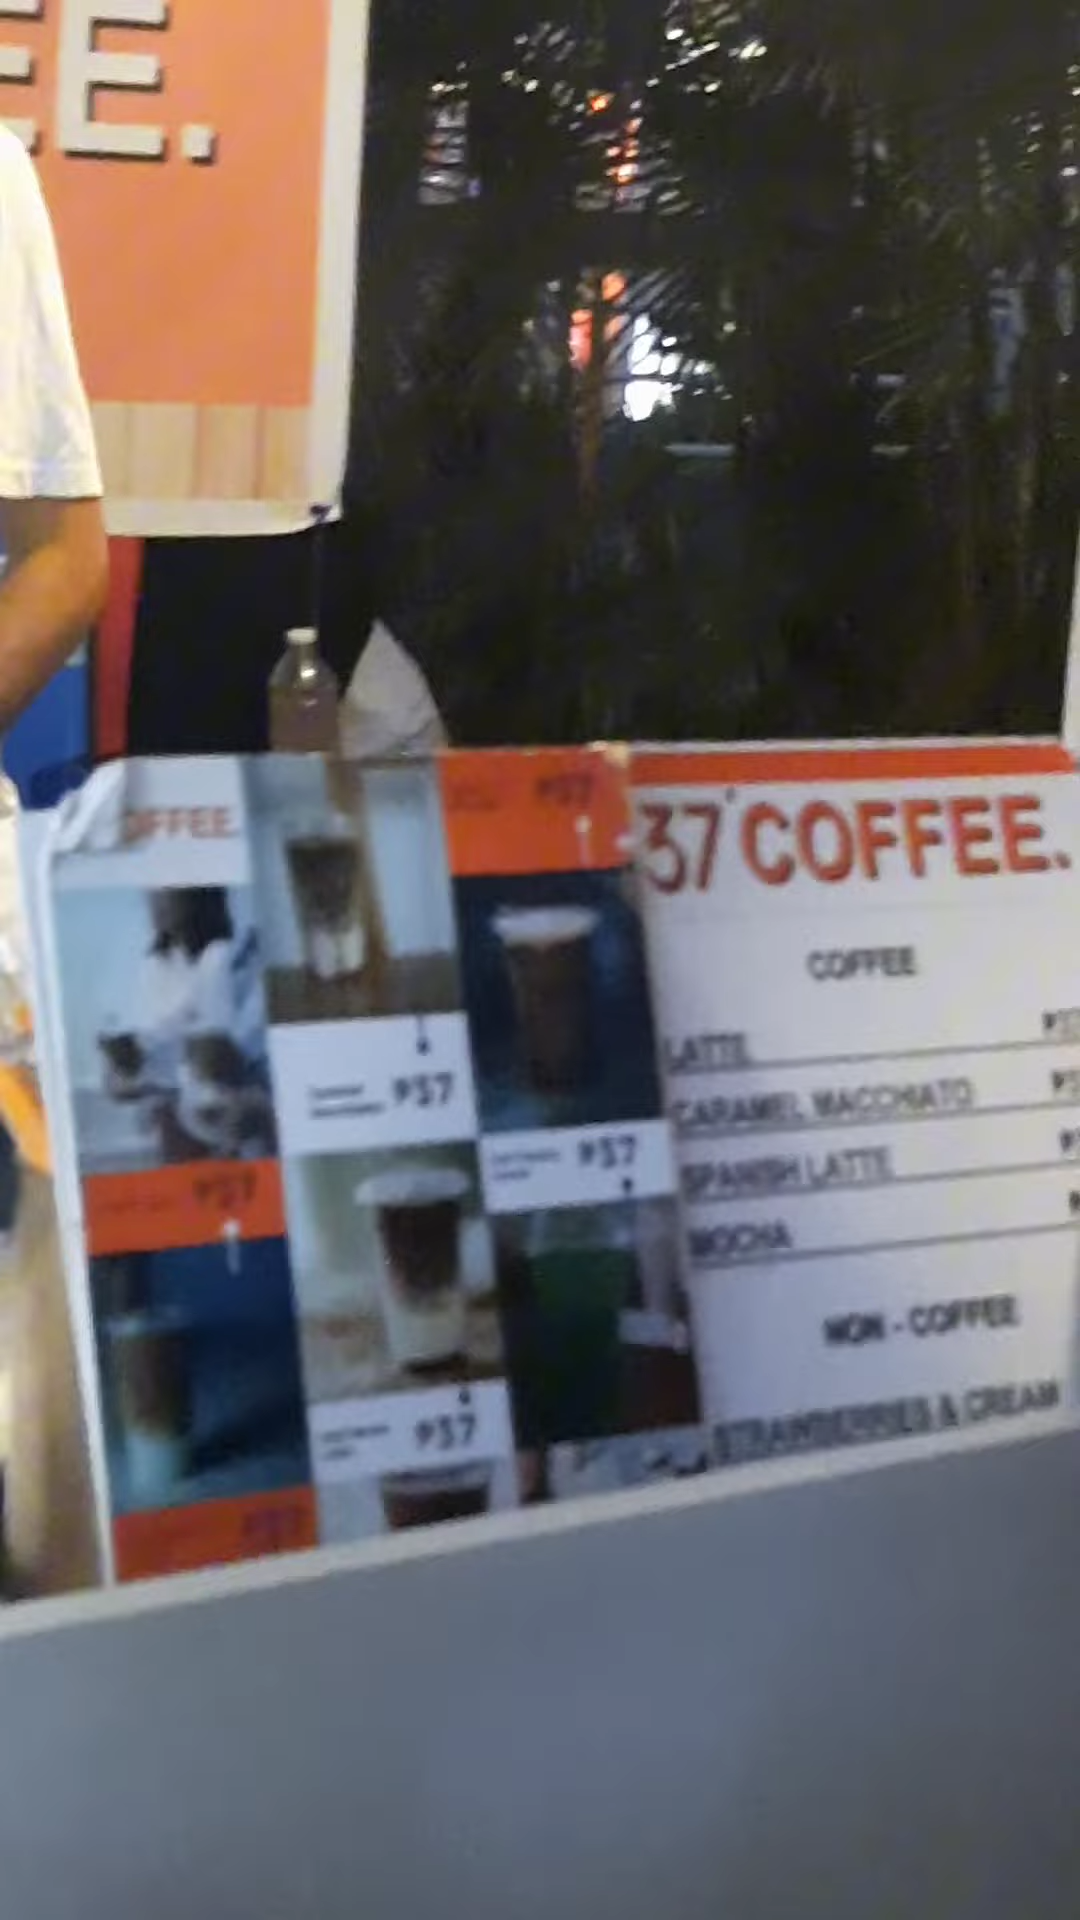 EE.
OFFEE
₱37
37' COFFEE.
COFFEE
LATTE
CARAMEL MACCHIATO
SPANISH LATTE
MOCHA
NON - COFFEE
STRAWBERRIES & CREAM
₱37
₱37
₱37
₱37